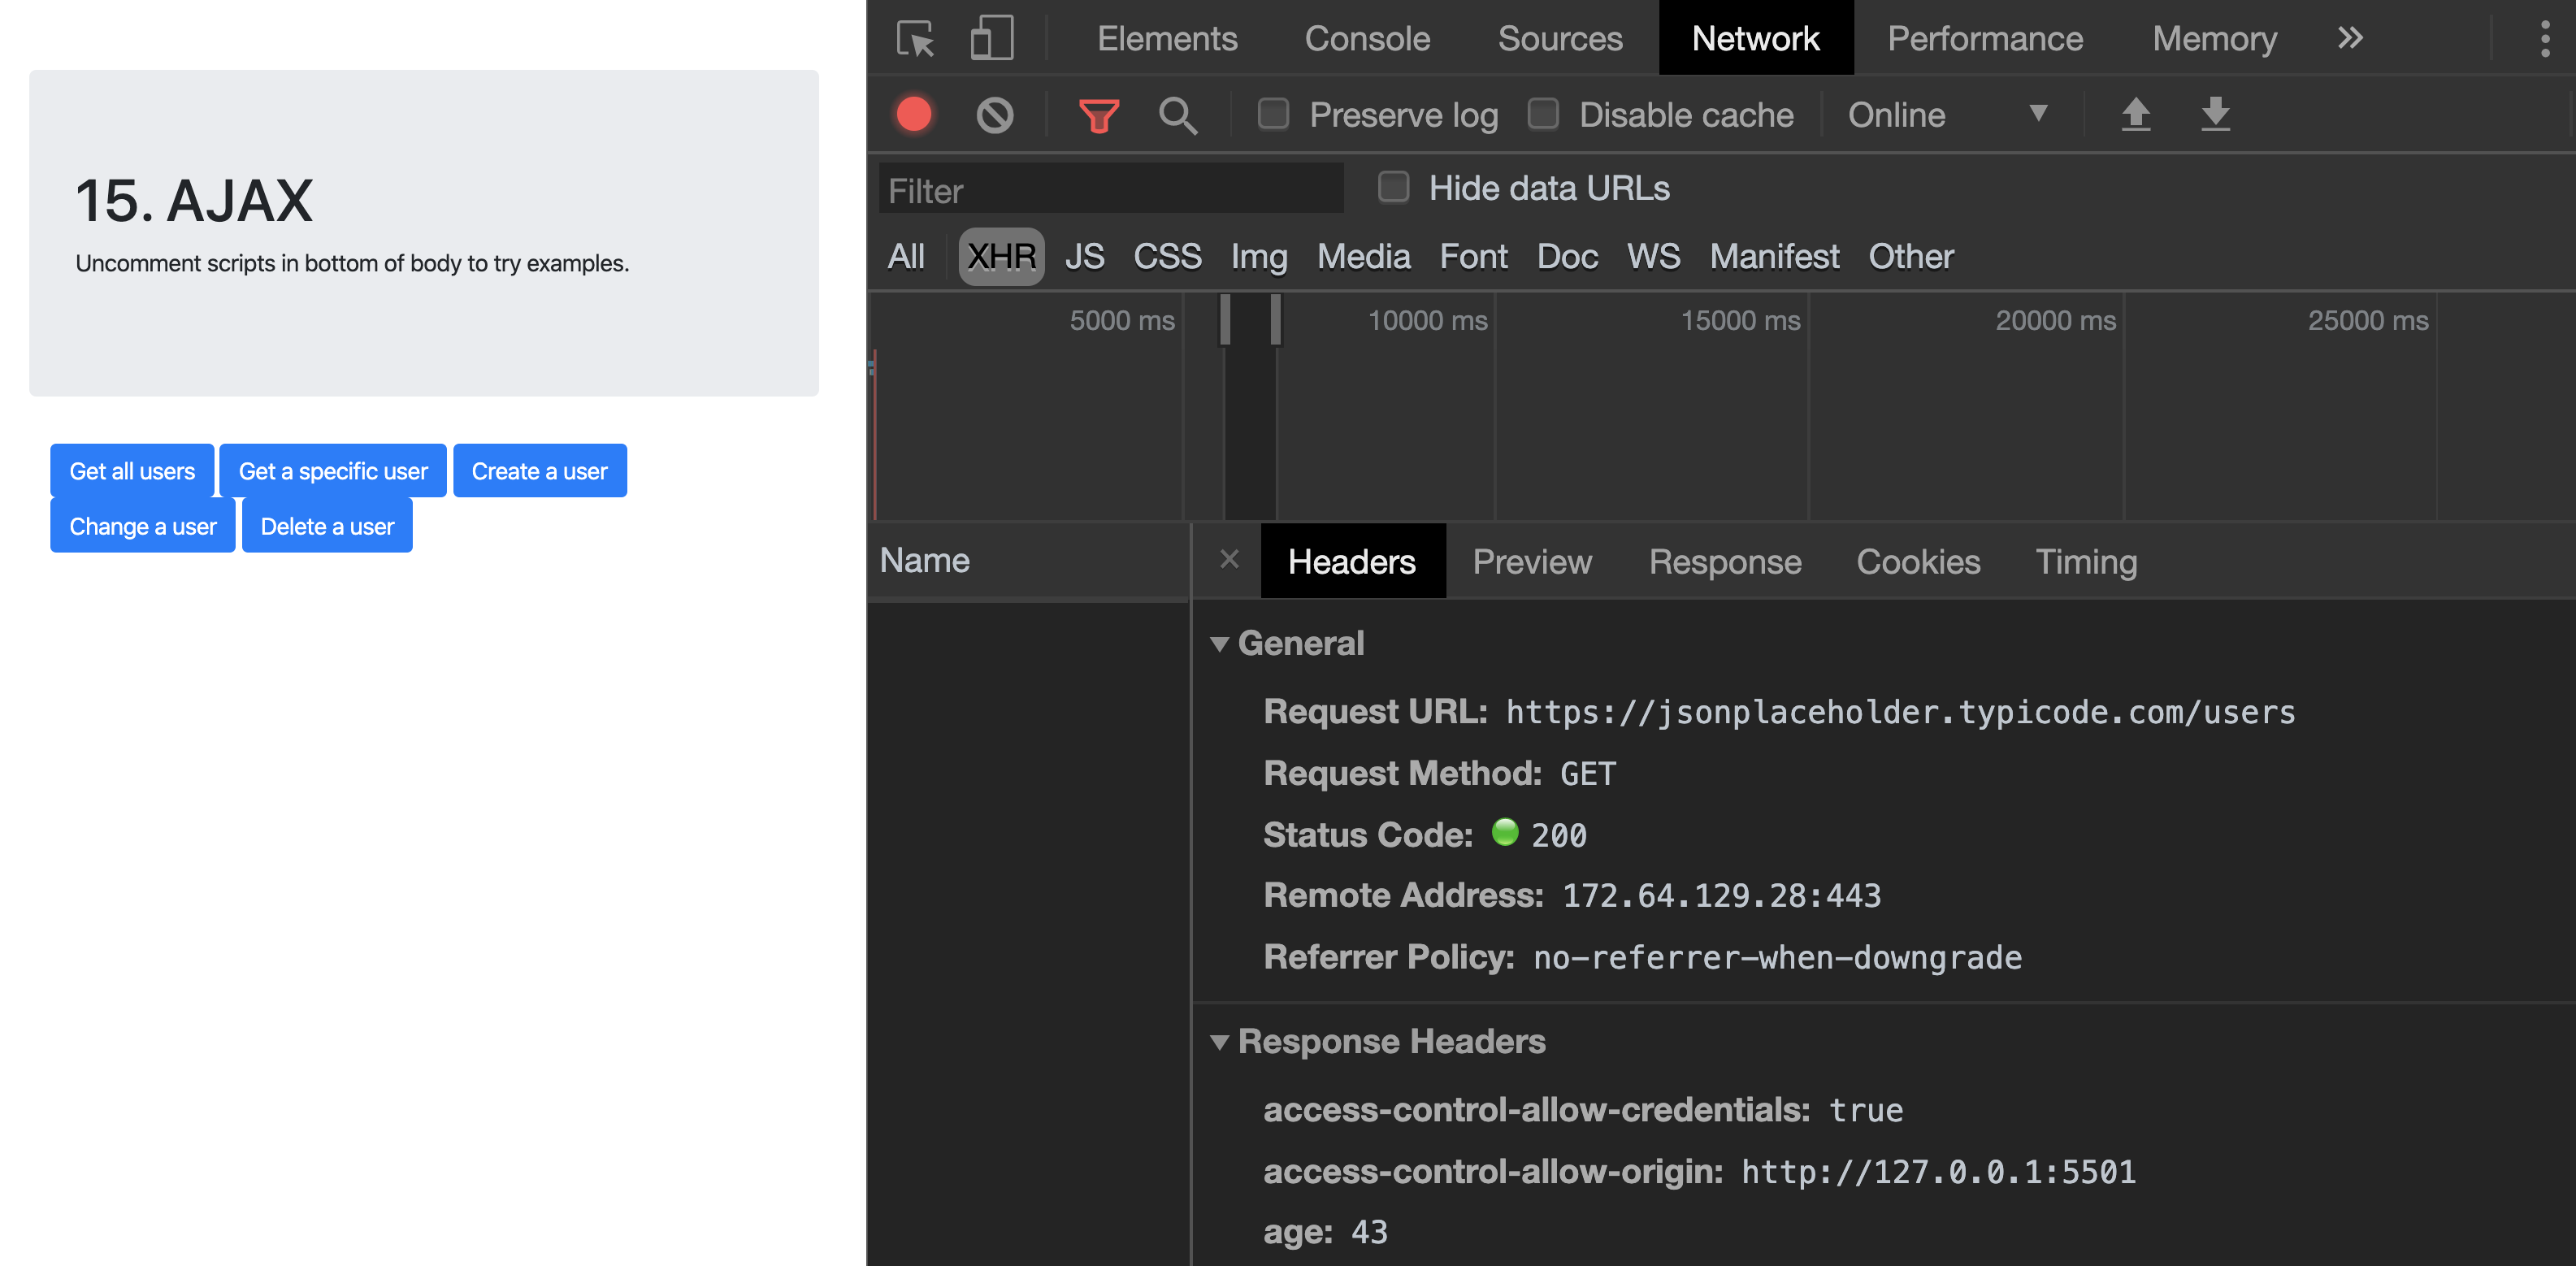 15. AJAX
Uncomment scripts in bottom of body to try examples.
Get all users Get a specific user Create a user
Change a user Delete a user
Elements Console Sources Network Performance Memory »
Preserve log Disable cache Online
Filter Hide data URLs
All XHR JS CSS Img Media Font Doc WS Manifest Other
5000 ms 10000 ms 15000 ms 20000 ms 25000 ms
Name × Headers Preview Response Cookies Timing
General
Request URL: https://jsonplaceholder.typicode.com/users
Request Method: GET
Status Code: 200
Remote Address: 172.64.129.28:443
Referrer Policy: no-referrer-when-downgrade
Response Headers
access-control-allow-credentials: true
access-control-allow-origin: http://127.0.0.1:5501
age: 43